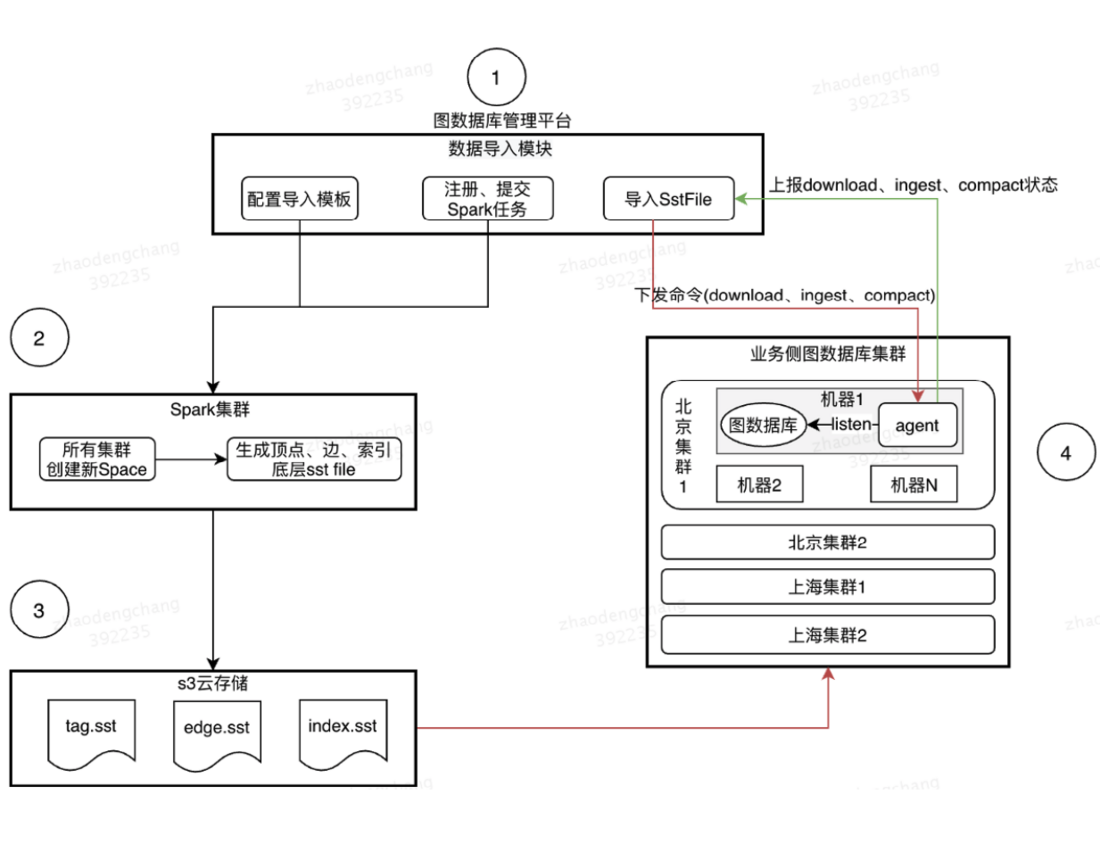 zhaodengchang
392235
zhaodengchang
392235
1
图数据库管理平台
数据导入模块
配置导入模板
注册、提交
Spark任务
导入SstFile
上报download、ingest、compact状态
zhaodengchang
392235
zhaodengchang
392235
下发命令(download、ingest、compact)
2
Spark集群
所有集群
创建新Space
生成顶点、边、索引
底层sst file
zhaodengchang
392235
业务侧图数据库集群
北京集群1
机器1
图数据库
listen
agent
zhaodengchang
392235
机器2
机器N
4
北京集群2
上海集群1
上海集群2
3
zhaodengchang
392235
zhaodengchang
392235
s3云存储
tag.sst
edge.sst
index.sst